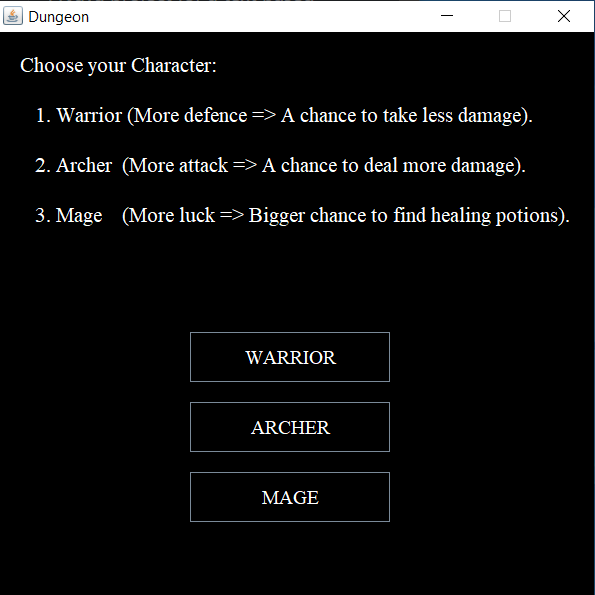 Dungeon
Choose your Character:
1. Warrior (More defence => A chance to take less damage).
2. Archer (More attack => A chance to deal more damage).
3. Mage (More luck => Bigger chance to find healing potions).
WARRIOR
ARCHER
MAGE